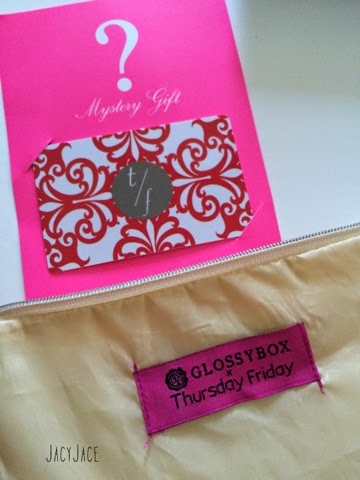 ?
Mystery Gift
t/f
GLOSSYBOX
×
Thursday Friday
JACYJACE